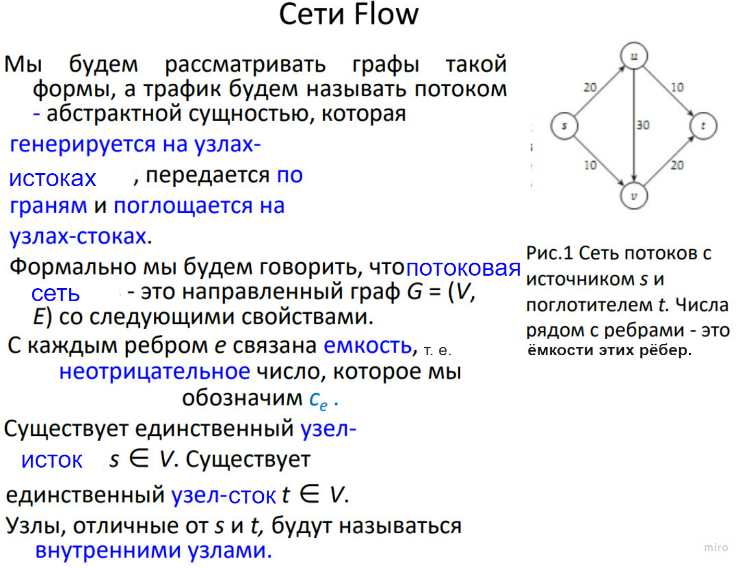 Сети Flow
Мы будем рассматривать графы такой
формы, а трафик будем называть потоком
- абстрактной сущностью, которая
генерируется на узлах-
истоках , передается по
граням и поглощается на
узлах-стоках.
Формально мы будем говорить, что потоковая
сеть - это направленный граф G = (V,
E) со следующими свойствами.
С каждым ребром e связана емкость, т. е.
неотрицательное число, которое мы
обозначим cₑ .
Существует единственный узел-
исток s ∈ V. Существует
единственный узел-сток t ∈ V.
Узлы, отличные от s и t, будут называться
внутренними узлами.
u
20
10
s
30
t
10
20
v
Рис.1 Сеть потоков с
источником s и
поглотителем t. Числа
рядом с ребрами - это
ёмкости этих рёбер.
miro